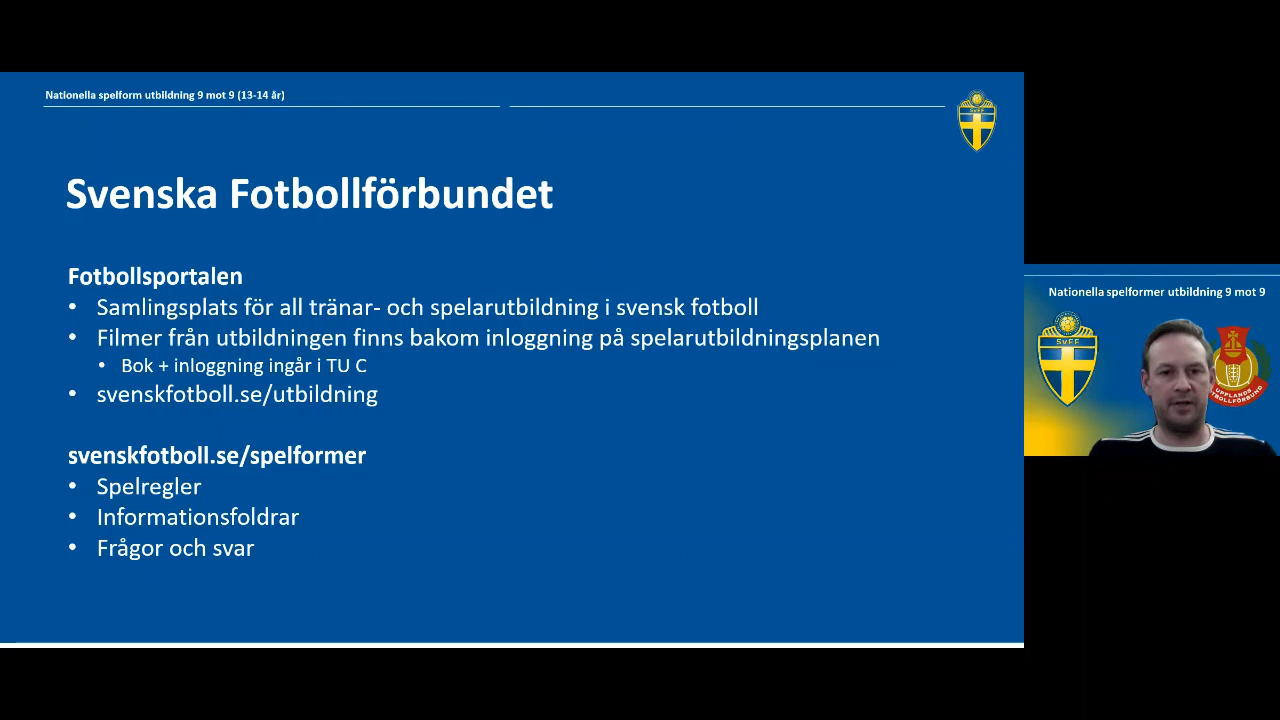 Nationella spelform utbildning 9 mot 9 (13-14 år)
SvFF
Svenska Fotbollförbundet
Fotbollsportalen
• Samlingsplats för all tränar- och spelarutbildning i svensk fotboll
• Filmer från utbildningen finns bakom inloggning på spelarutbildningsplanen
• Bok + inloggning ingår i TU C
• svenskfotboll.se/utbildning
svenskfotboll.se/spelformer
• Spelregler
• Informationsfoldrar
• Frågor och svar
Nationella spelformer utbildning 9 mot 9
SvFF
UPPLANDS